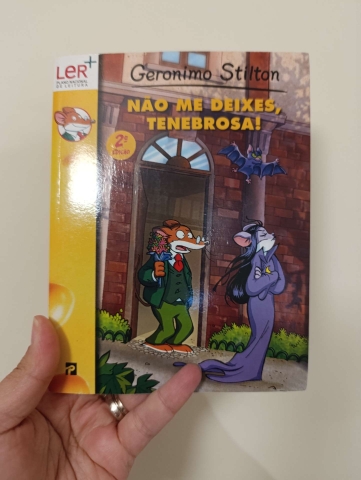 LeR+
PLANO NACIONAL
DE LEITURA
Geronimo Stilton
NÃO ME DEIXES,
TENEBROSA!
2ª
EDIÇÃO